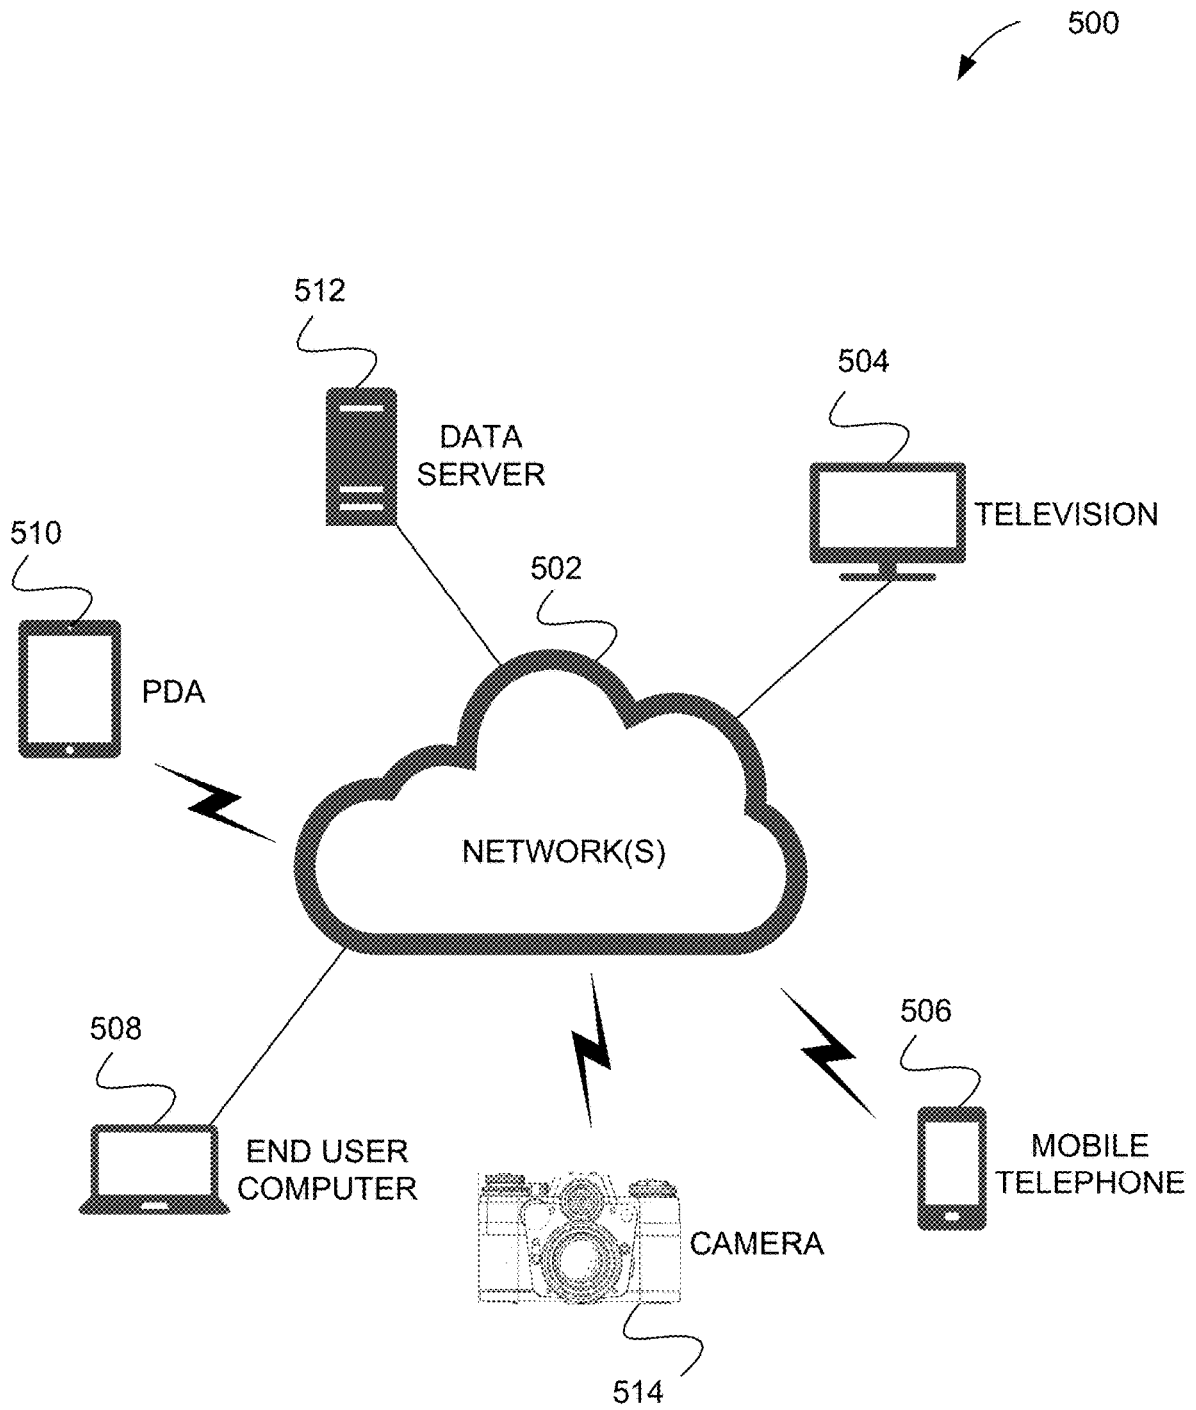 500
512
504
DATA
SERVER
TELEVISION
510
502
PDA
NETWORK(S)
508
506
END USER
COMPUTER
MOBILE
TELEPHONE
CAMERA
514